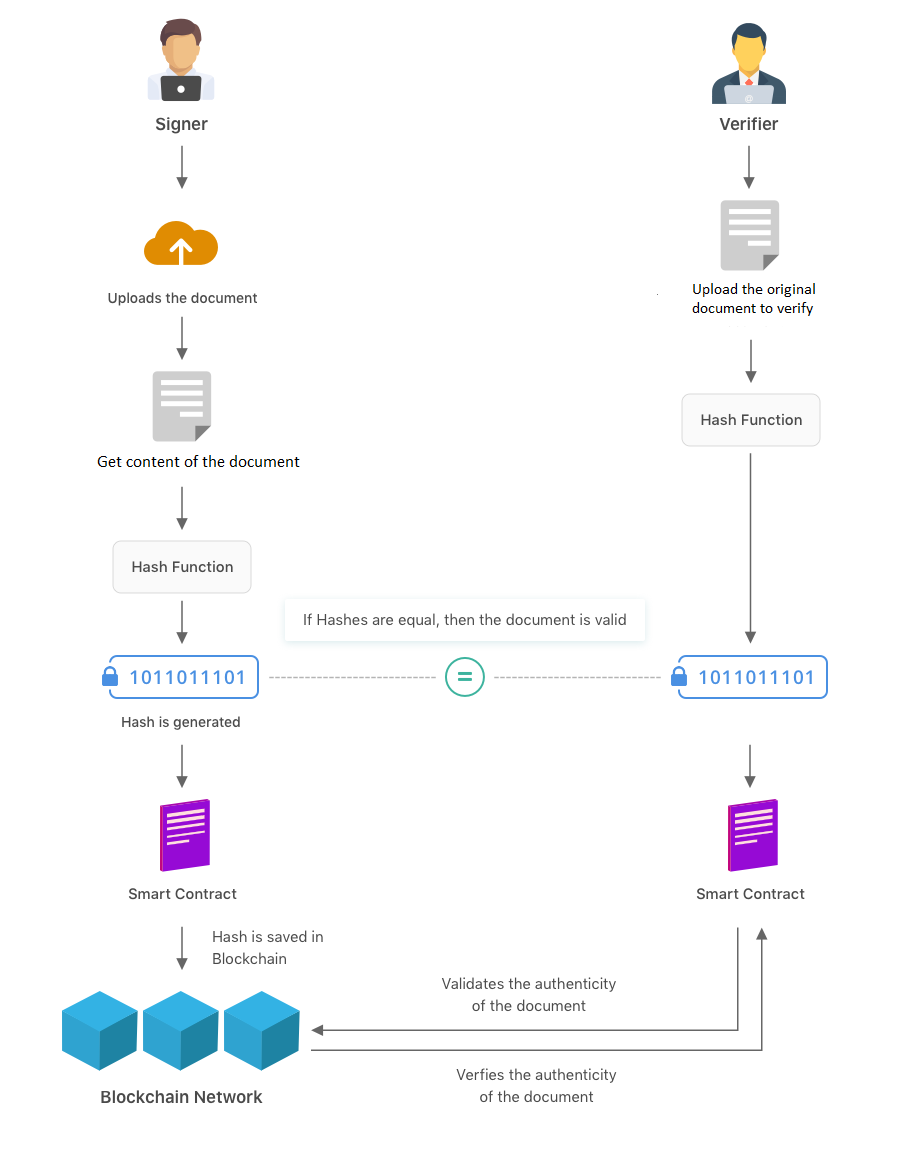 Signer
Verifier
Uploads the document
Upload the original
document to verify
Get content of the document
Hash Function
Hash Function
If Hashes are equal, then the document is valid
1011011101
=
1011011101
Hash is generated
Smart Contract
Smart Contract
Hash is saved in
Blockchain
Validates the authenticity
of the document
Verfies the authenticity
of the document
Blockchain Network